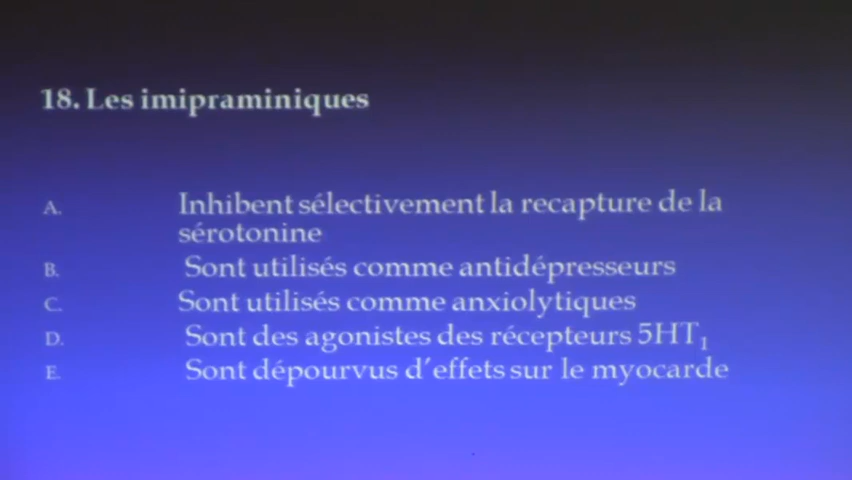 18. Les imipraminiques
A. Inhibent sélectivement la recapture de la
sérotonine
B. Sont utilisés comme antidépresseurs
C. Sont utilisés comme anxiolytiques
D. Sont des agonistes des récepteurs 5HT₁
E. Sont dépourvus d'effets sur le myocarde